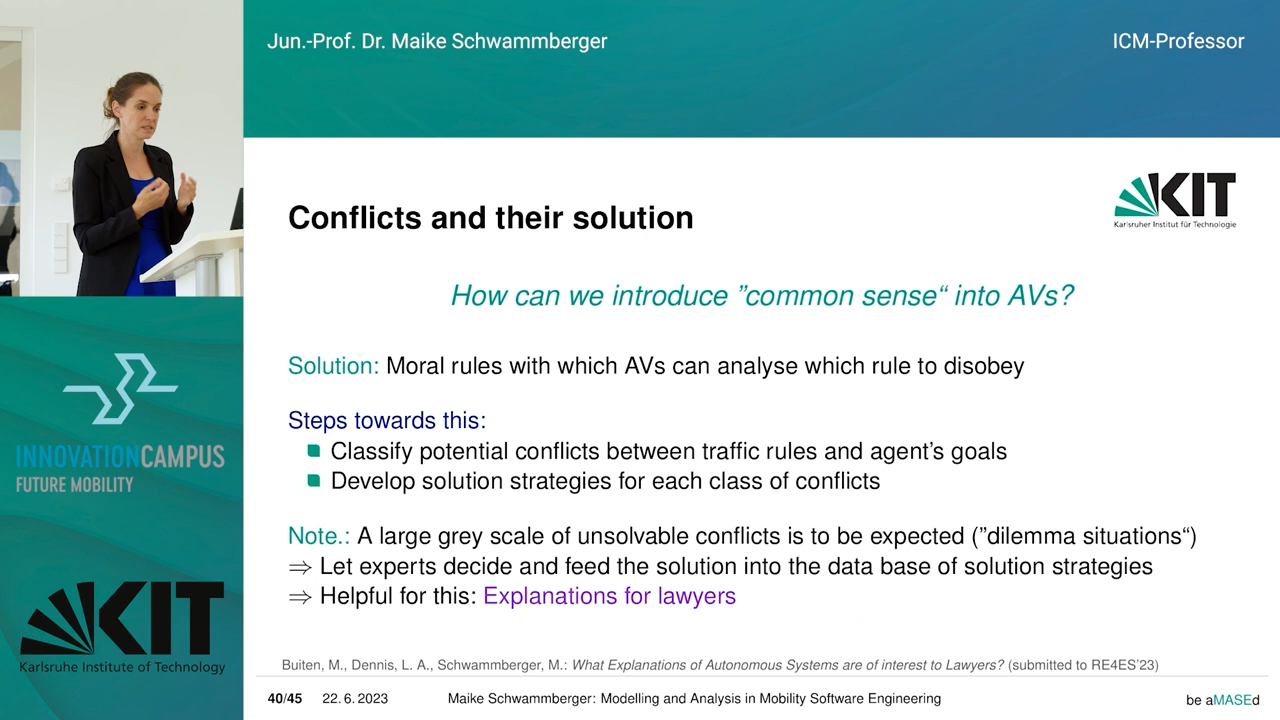 Jun.-Prof. Dr. Maike Schwammberger
ICM-Professor
KIT
Karlsruher Institut für Technologie
Conflicts and their solution
How can we introduce ”common sense“ into AVs?
Solution: Moral rules with which AVs can analyse which rule to disobey
Steps towards this:
Classify potential conflicts between traffic rules and agent's goals
Develop solution strategies for each class of conflicts
Note.: A large grey scale of unsolvable conflicts is to be expected (”dilemma situations“)
⇒ Let experts decide and feed the solution into the data base of solution strategies
⇒ Helpful for this: Explanations for lawyers
Buiten, M., Dennis, L. A., Schwammberger, M.: What Explanations of Autonomous Systems are of interest to Lawyers? (submitted to RE4ES'23)
40/45 22. 6. 2023 Maike Schwammberger: Modelling and Analysis in Mobility Software Engineering
be aMASEd
INNOVATIONCAMPUS
FUTURE MOBILITY
KIT
Karlsruhe Institute of Technology